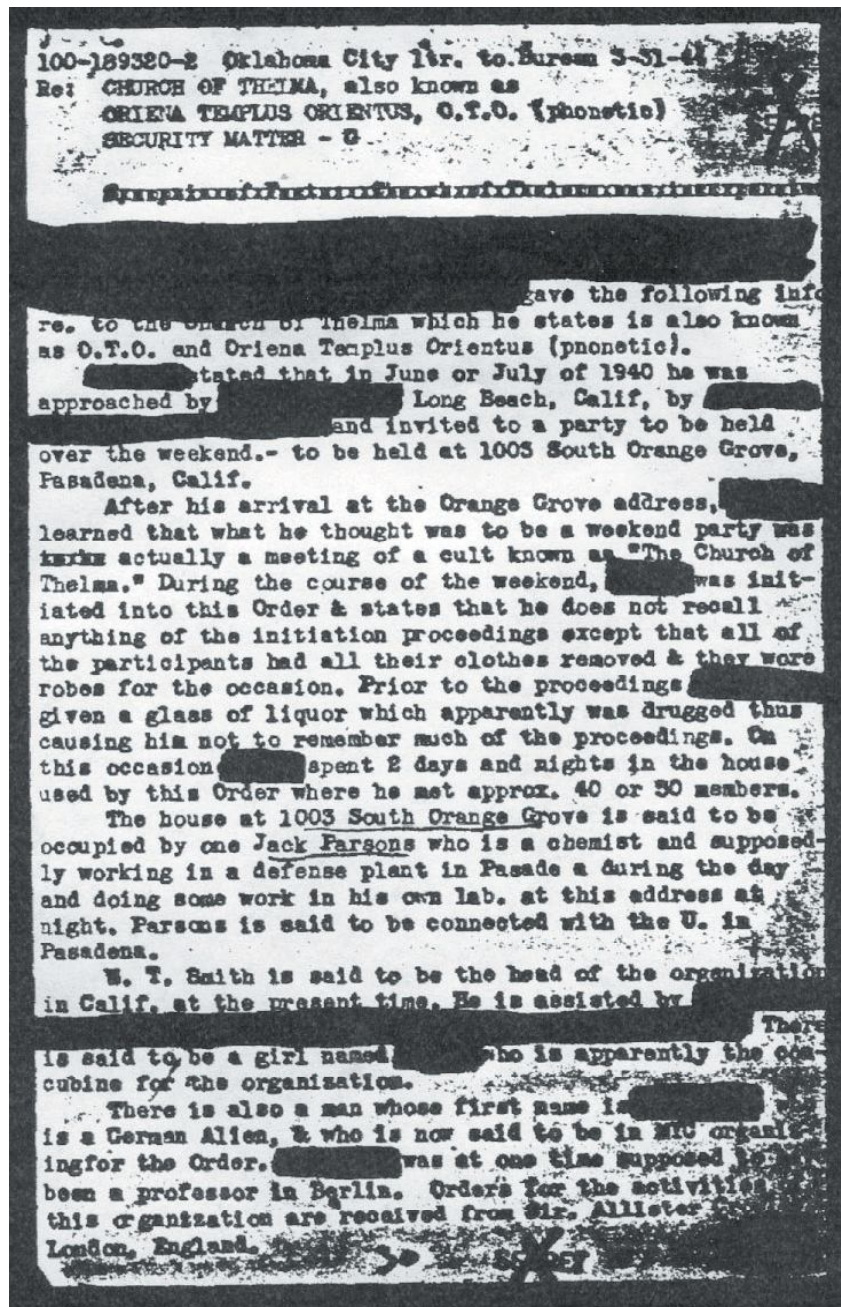 100-189320-2 Oklahoma City ltr. to Bureau 3-31-44
Re: CHURCH OF THELMA, also known as
ORIENA TEMPLUS ORIENTUS, O.T.O. (phonetic)
SECURITY MATTER - G
gave the following info
re. to the Church of Thelma which he states is also known
as O.T.O. and Oriena Templus Orientus (pnonetic).
stated that in June or July of 1940 he was
approached by Long Beach, Calif, by
and invited to a party to be held
over the weekend.- to be held at 1003 South Orange Grove,
Pasadena, Calif.
After his arrival at the Orange Grove address,
learned that what he thought was to be a weekend party was
actually a meeting of a cult known as "The Church of
Thelma." During the course of the weekend, was init-
iated into this Order & states that he does not recall
anything of the initiation proceedings except that all of
the participants had all their clothes removed & they wore
robes for the occasion. Prior to the proceedings
given a glass of liquor which apparently was drugged thus
causing him not to remember much of the proceedings. On
this occasion spent 2 days and nights in the house
used by this Order where he met approx. 40 or 50 members.
The house at 1003 South Orange Grove is said to be
occupied by one Jack Parsons who is a chemist and supposed-
ly working in a defense plant in Pasade a during the day
and doing some work in his own lab. at this address at
night. Parsons is said to be connected with the U. in
Pasadena.
W. T. Smith is said to be the head of the organization
in Calif. at the present time. He is assisted by
There
is said to be a girl named who is apparently the con-
cubine for the organization.
There is also a man whose first name is
is a German Alien, & who is now said to be in NYC organiz-
ingfor the Order. was at one time supposed to
been a professor in Berlin. Orders for the activities
this organization are received from Sir. Allister
London, England.